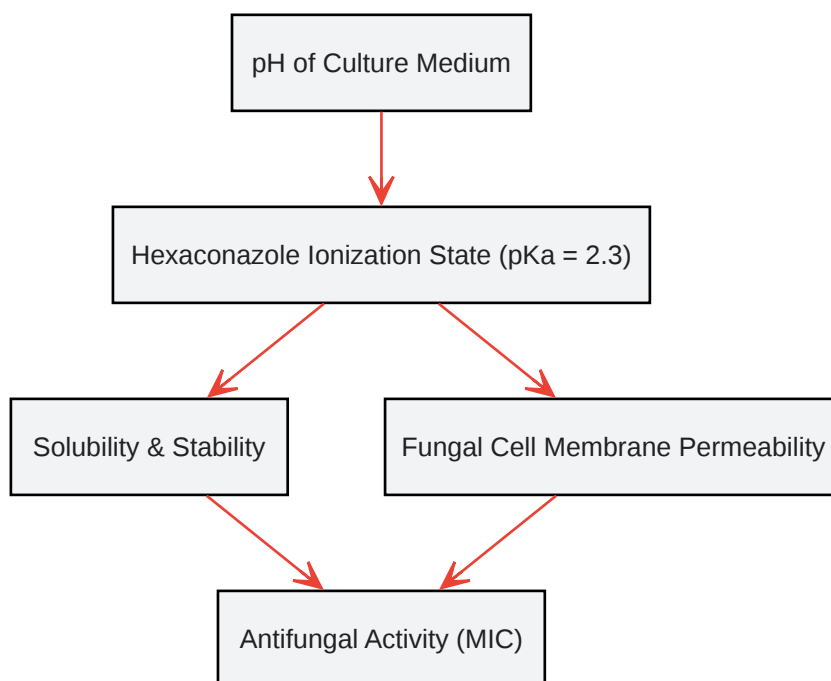 pH of Culture Medium
Hexaconazole Ionization State (pKa = 2.3)
Solubility & Stability
Fungal Cell Membrane Permeability
Antifungal Activity (MIC)